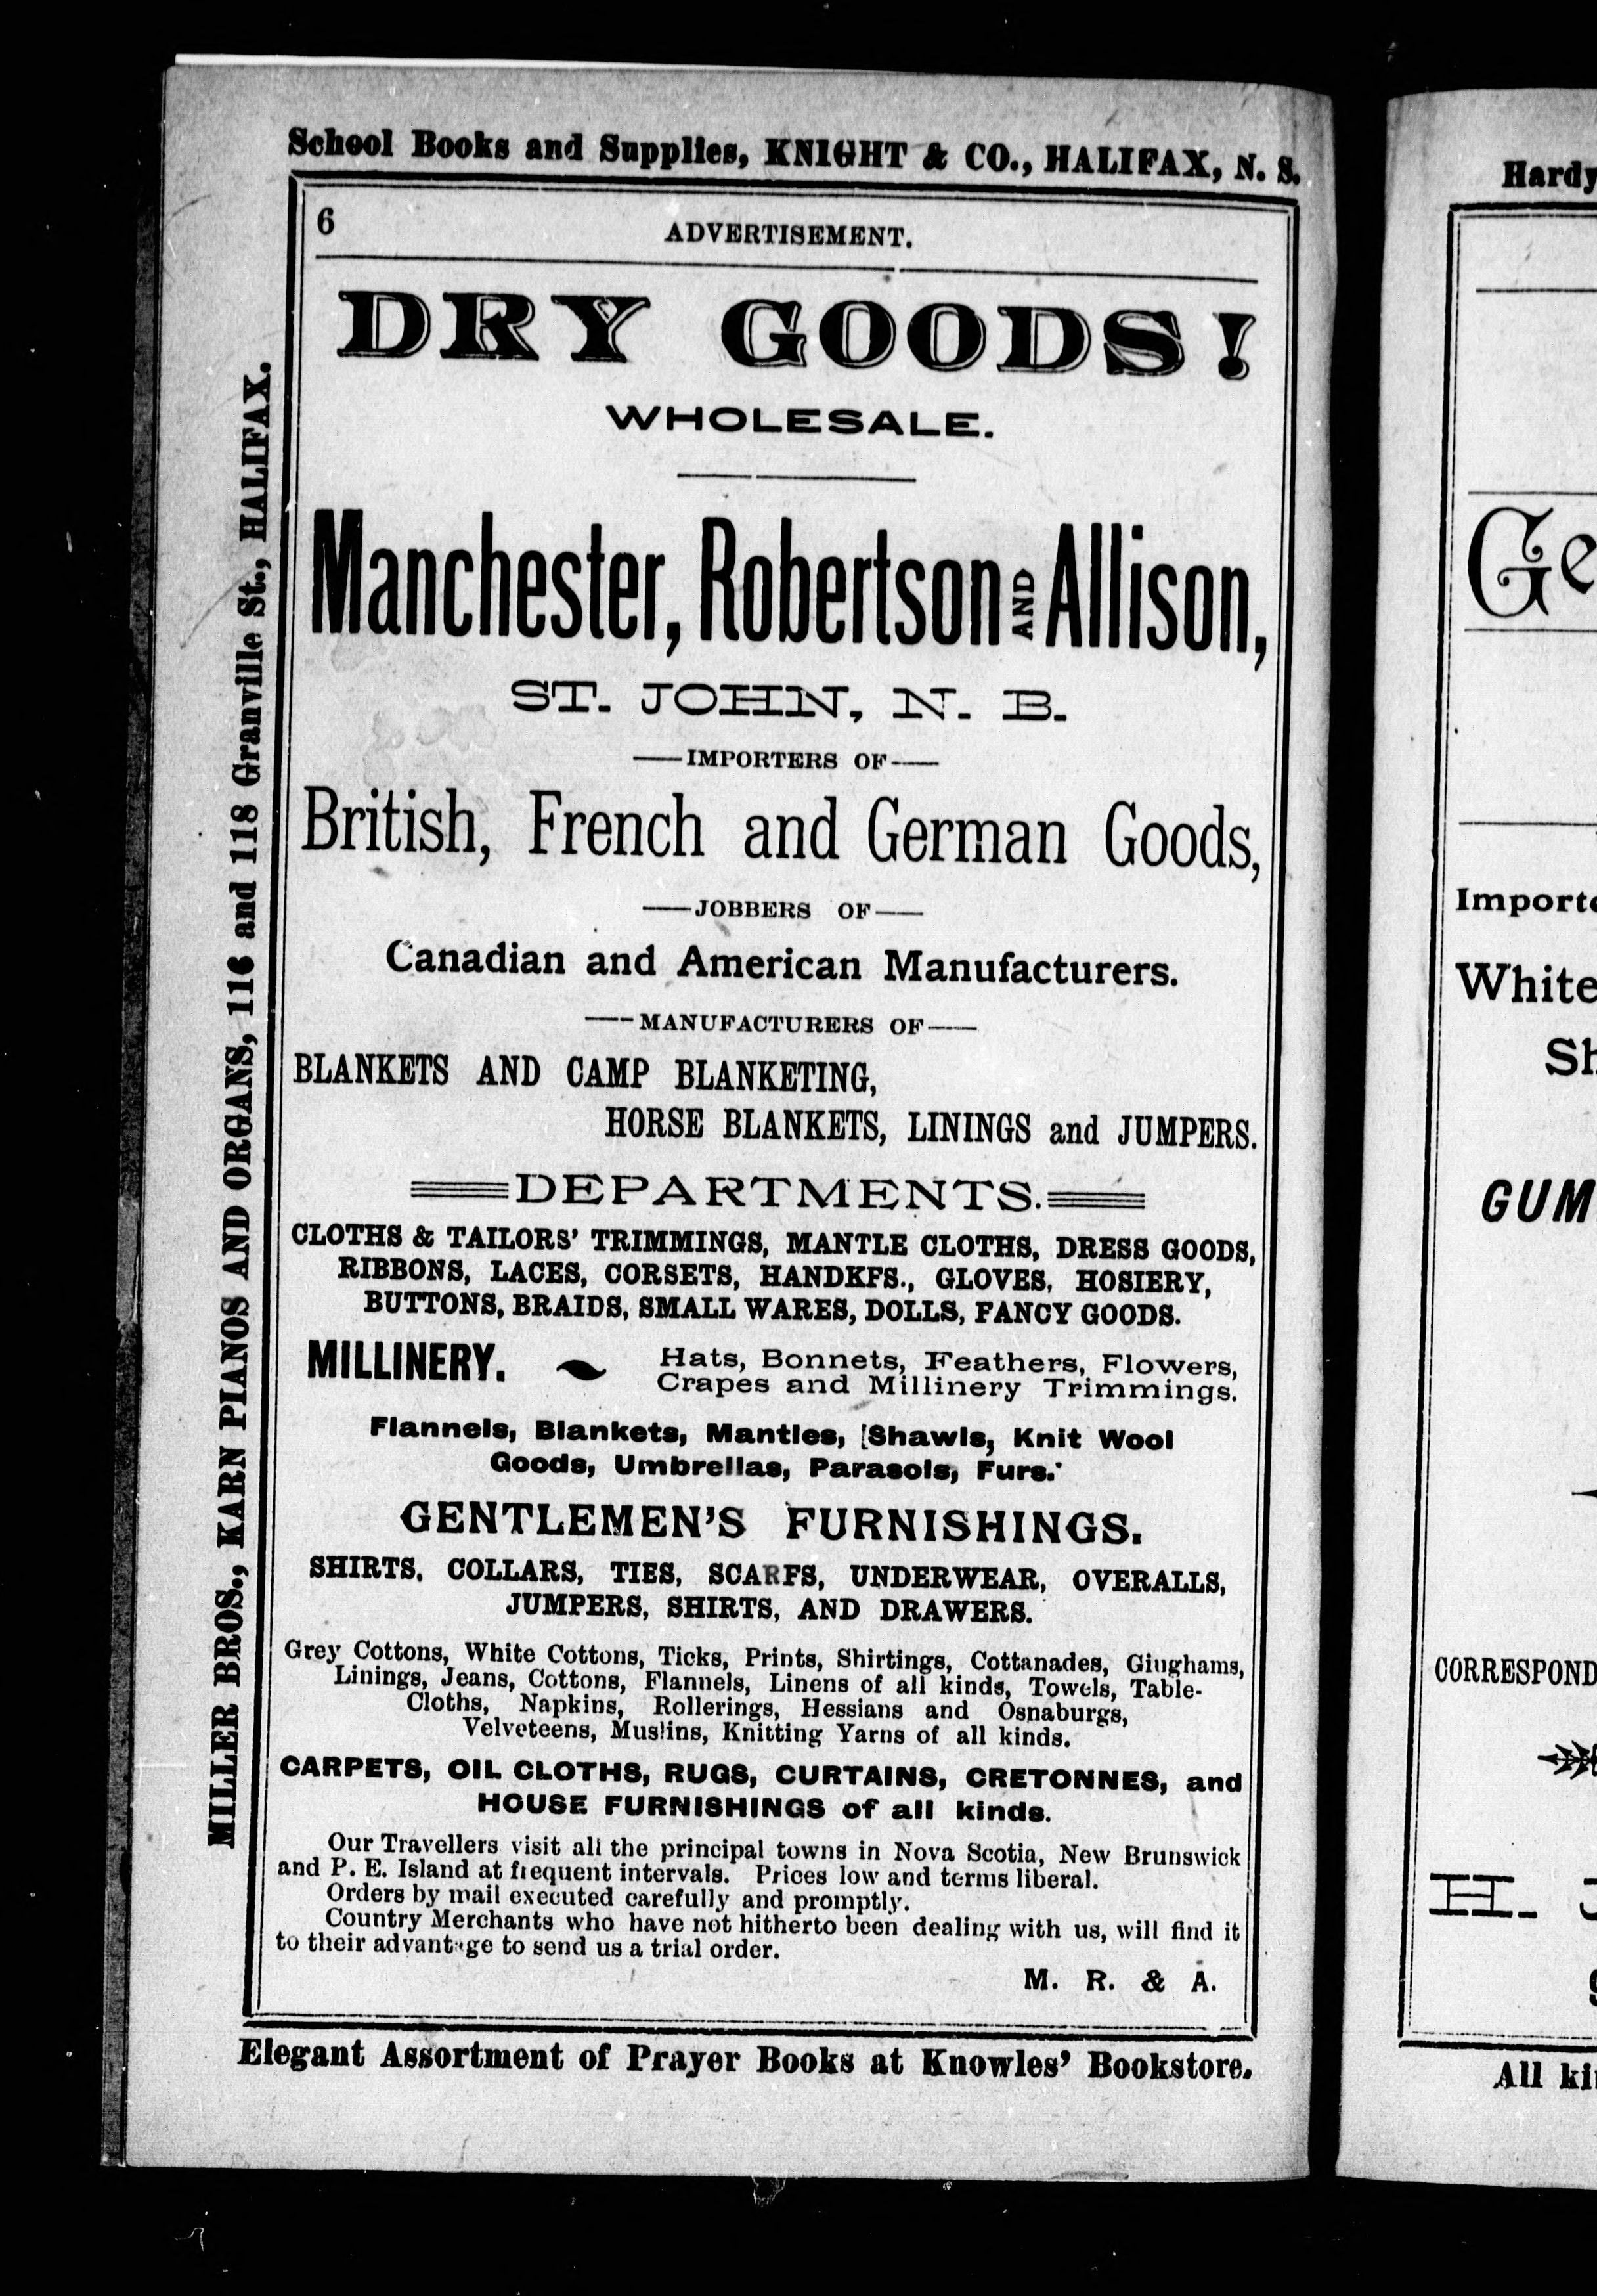 School Books and Supplies, KNIGHT & CO., HALIFAX, N. S.
6
ADVERTISEMENT.
DRY GOODS!
WHOLESALE.
Manchester, Robertson AND Allison,
ST. JOHN, N. B.
——IMPORTERS OF——
British, French and German Goods,
——JOBBERS OF——
Canadian and American Manufacturers.
——MANUFACTURERS OF——
BLANKETS AND CAMP BLANKETING,
HORSE BLANKETS, LININGS and JUMPERS.
DEPARTMENTS.
CLOTHS & TAILORS' TRIMMINGS, MANTLE CLOTHS, DRESS GOODS,
RIBBONS, LACES, CORSETS, HANDKFS., GLOVES, HOSIERY,
BUTTONS, BRAIDS, SMALL WARES, DOLLS, FANCY GOODS.
MILLINERY. ~ Hats, Bonnets, Feathers, Flowers,
Crapes and Millinery Trimmings.
Flannels, Blankets, Mantles, [Shawls, Knit Wool
Goods, Umbrellas, Parasols, Furs.'
GENTLEMEN'S FURNISHINGS.
SHIRTS, COLLARS, TIES, SCARFS, UNDERWEAR, OVERALLS,
JUMPERS, SHIRTS, AND DRAWERS.
Grey Cottons, White Cottons, Ticks, Prints, Shirtings, Cottanades, Ginghams,
Linings, Jeans, Cottons, Flannels, Linens of all kinds, Towels, Table-
Cloths, Napkins, Rollerings, Hessians and Osnaburgs,
Velveteens, Muslins, Knitting Yarns of all kinds.
CARPETS, OIL CLOTHS, RUGS, CURTAINS, CRETONNES, and
HOUSE FURNISHINGS of all kinds.
Our Travellers visit all the principal towns in Nova Scotia, New Brunswick
and P. E. Island at frequent intervals. Prices low and terms liberal.
Orders by mail executed carefully and promptly.
Country Merchants who have not hitherto been dealing with us, will find it
to their advantage to send us a trial order.
M. R. & A.
Elegant Assortment of Prayer Books at Knowles' Bookstore.
MILLER BROS., KARN PIANOS AND ORGANS, 116 and 118 Granville St., HALIFAX.
Hardy
Ge
Importe
White
Sh
GUM
CORRESPOND
H. J
All ki